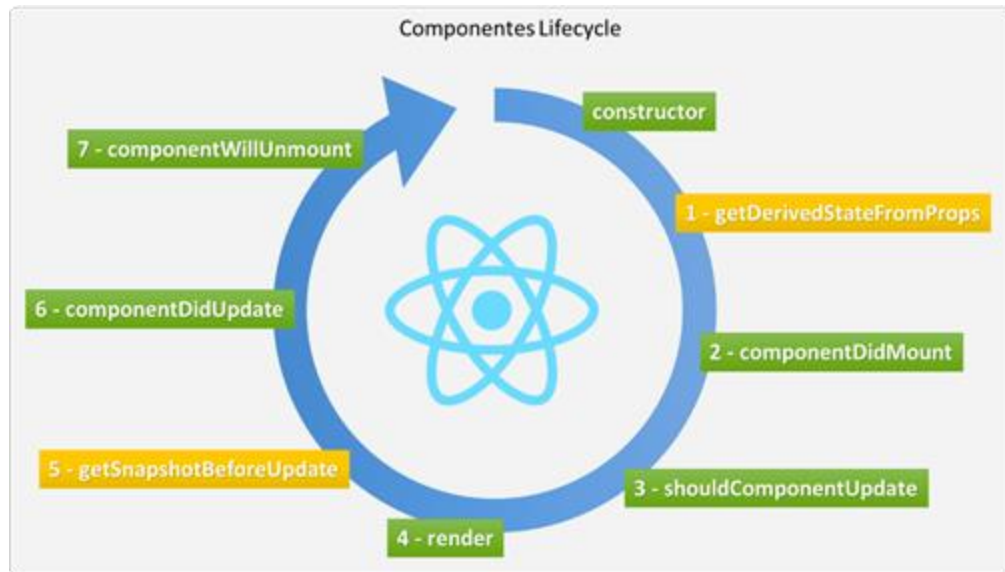 Componentes Lifecycle
constructor
1 - getDerivedStateFromProps
2 - componentDidMount
3 - shouldComponentUpdate
4 - render
5 - getSnapshotBeforeUpdate
6 - componentDidUpdate
7 - componentWillUnmount